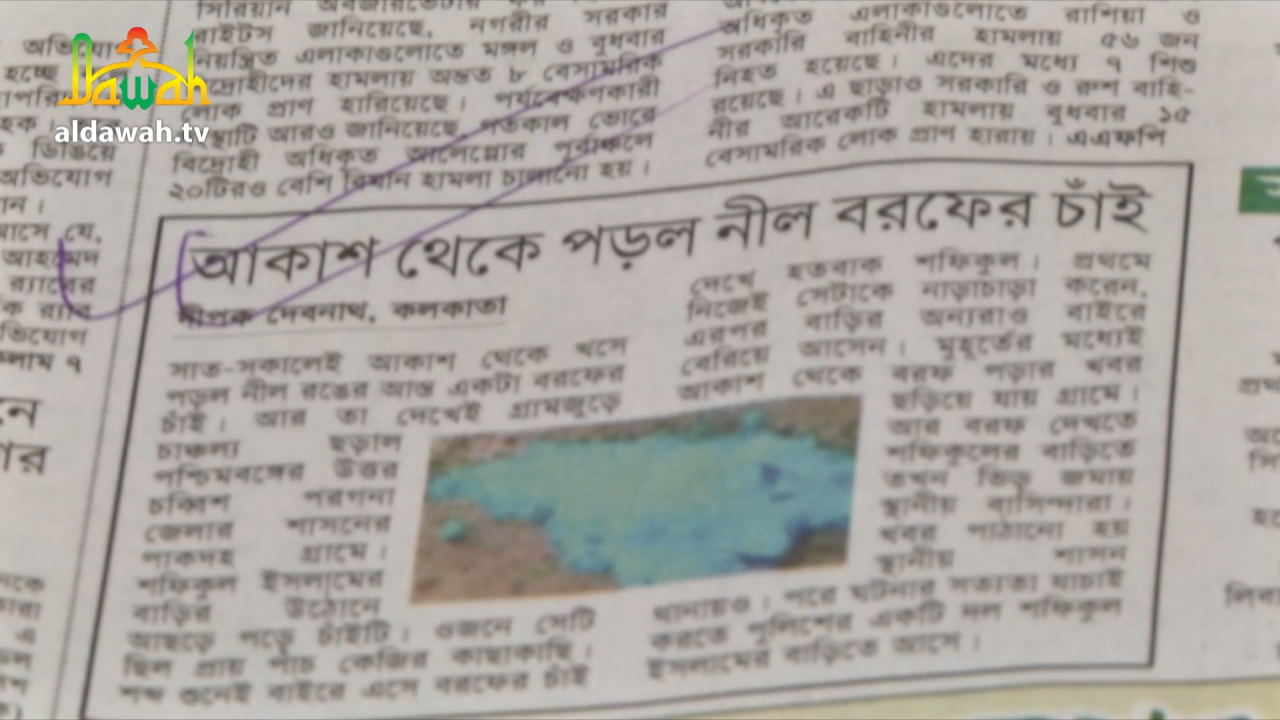 Dawah
aldawah.tv
সিরিয়ান অবজারভেটরি
রাইটস জানিয়েছে, নগরীর সরকার
নিয়ন্ত্রিত এলাকাগুলোতে মঙ্গল ও বুধবার
বিদ্রোহীদের হামলায় অন্তত ৮ বেসামরিক
লোক প্রাণ হারিয়েছে। পর্যবেক্ষণকারী
আরও জানিয়েছে, গতকাল ভোরে
বিদ্রোহী অধিকৃত আলেপ্পোর পূর্বাঞ্চলে
২০টিরও বেশি বিমান হামলা চালানো হয়।
অধিকৃত এলাকাগুলোতে রাশিয়া ও
সরকারি বাহিনীর হামলায় ৫৬ জন
নিহত হয়েছে। এদের মধ্যে ৭ শিশু
রয়েছে। এ ছাড়াও সরকারি ও রুশ বাহি-
নীর আরেকটি হামলায় বুধবার ১৫
বেসামরিক লোক প্রাণ হারায়। এএফপি
আকাশ থেকে পড়ল নীল বরফের চাঁই
দীপক দেবনাথ, কলকাতা
সাত-সকালেই আকাশ থেকে খসে
পড়ল নীল রঙের আস্ত একটা বরফের
চাঁই। আর তা দেখেই গ্রামজুড়ে
চাঞ্চল্য ছড়াল
পশ্চিমবঙ্গের উত্তর
চব্বিশ পরগনা
জেলার শাসনের
পাকদহ গ্রামে।
শফিকুল ইসলামের
বাড়ির উঠোনে
আছড়ে পড়ে চাঁইটি। ওজনে সেটি
ছিল প্রায় পাঁচ কেজির কাছাকাছি।
শব্দ শুনেই বাইরে এসে বরফের চাঁই
দেখে হতবাক শফিকুল। প্রথমে
নিজেই সেটাকে নাড়াচাড়া করেন,
এরপর বাড়ির অন্যরাও বাইরে
বেরিয়ে আসেন। মুহূর্তের মধ্যেই
আকাশ থেকে বরফ পড়ার খবর
ছড়িয়ে যায় গ্রামে।
আর বরফ দেখতে
শফিকুলের বাড়িতে
তখন ভিড় জমায়
স্থানীয় বাসিন্দারা।
খবর পাঠানো হয়
স্থানীয় শাসন
থানায়ও। পরে ঘটনার সত্যতা যাচাই
করতে পুলিশের একটি দল শফিকুল
ইসলামের বাড়িতে আসে।